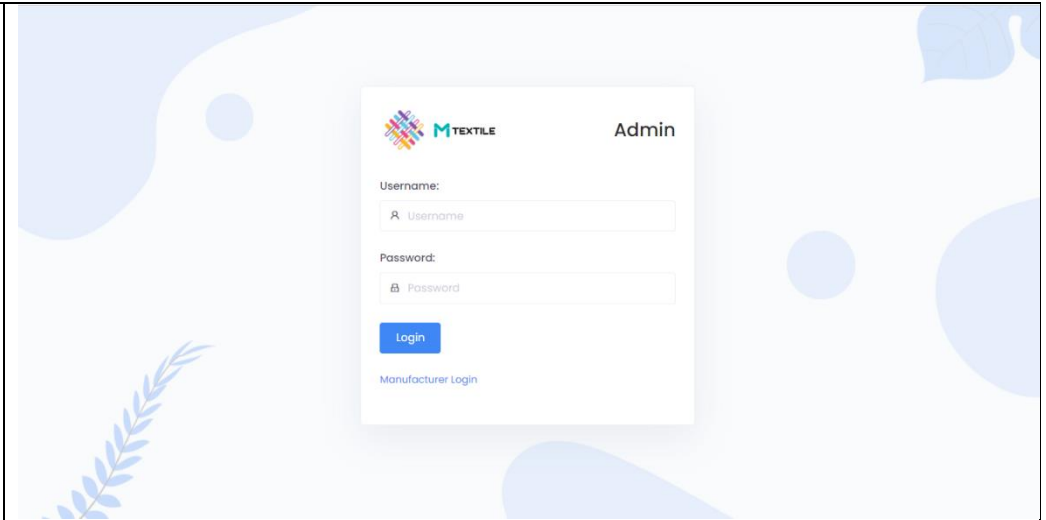 M TEXTILE
Admin
Username:
Username
Password:
Password
Login
Manufacturer Login